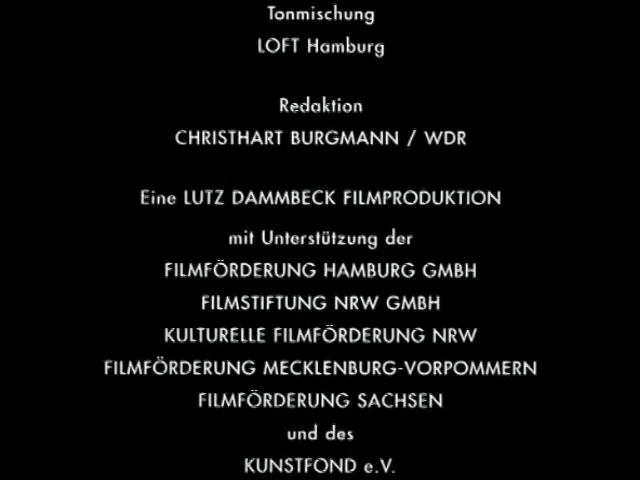 Tonmischung
LOFT Hamburg
Redaktion
CHRISTHART BURGMANN / WDR
Eine LUTZ DAMMBECK FILMPRODUKTION
mit Unterstützung der
FILMFÖRDERUNG HAMBURG GMBH
FILMSTIFTUNG NRW GMBH
KULTURELLE FILMFÖRDERUNG NRW
FILMFÖRDERUNG MECKLENBURG-VORPOMMERN
FILMFÖRDERUNG SACHSEN
und des
KUNSTFOND e.V.